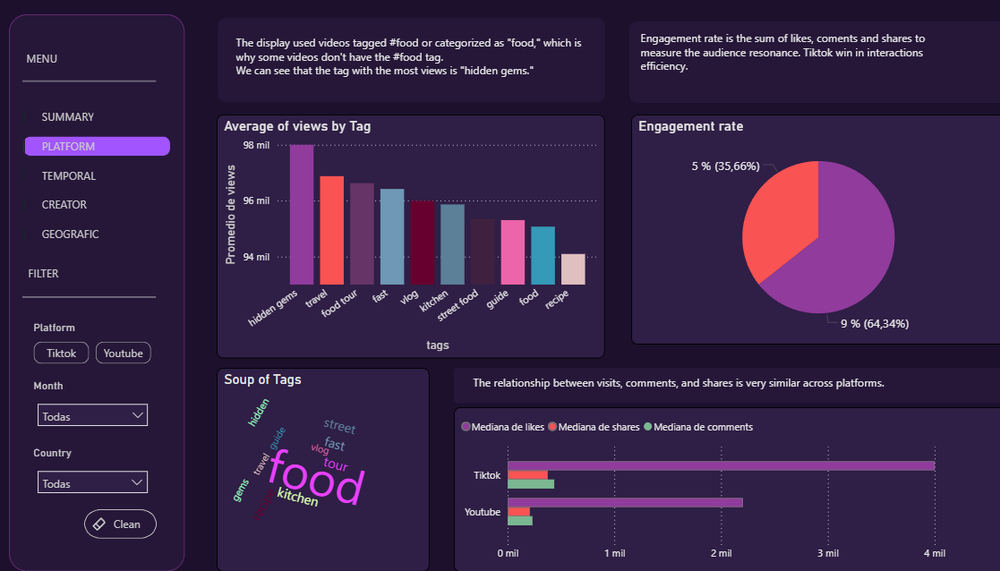 MENU
SUMMARY
PLATFORM
TEMPORAL
CREATOR
GEOGRAFIC
FILTER
Platform
Tiktok
Youtube
Month
Todas
Country
Todas
Clean
The display used videos tagged #food or categorized as "food," which is
why some videos don't have the #food tag.
We can see that the tag with the most views is "hidden gems."
Engagement rate is the sum of likes, coments and shares to
measure the audience resonance. Tiktok win in interactions
efficiency.
Average of views by Tag
Promedio de views
98 mil
96 mil
94 mil
hidden gems
travel
food tour
fast
vlog
kitchen
street food
guide
food
recipe
tags
Engagement rate
5 % (35,66%)
9 % (64,34%)
Soup of Tags
hidden
street
guide
fast
vlog
travel
tour
food
gems
kitchen
The relationship between visits, comments, and shares is very similar across platforms.
Mediana de likes
Mediana de shares
Mediana de comments
Tiktok
Youtube
0 mil
1 mil
2 mil
3 mil
4 mil